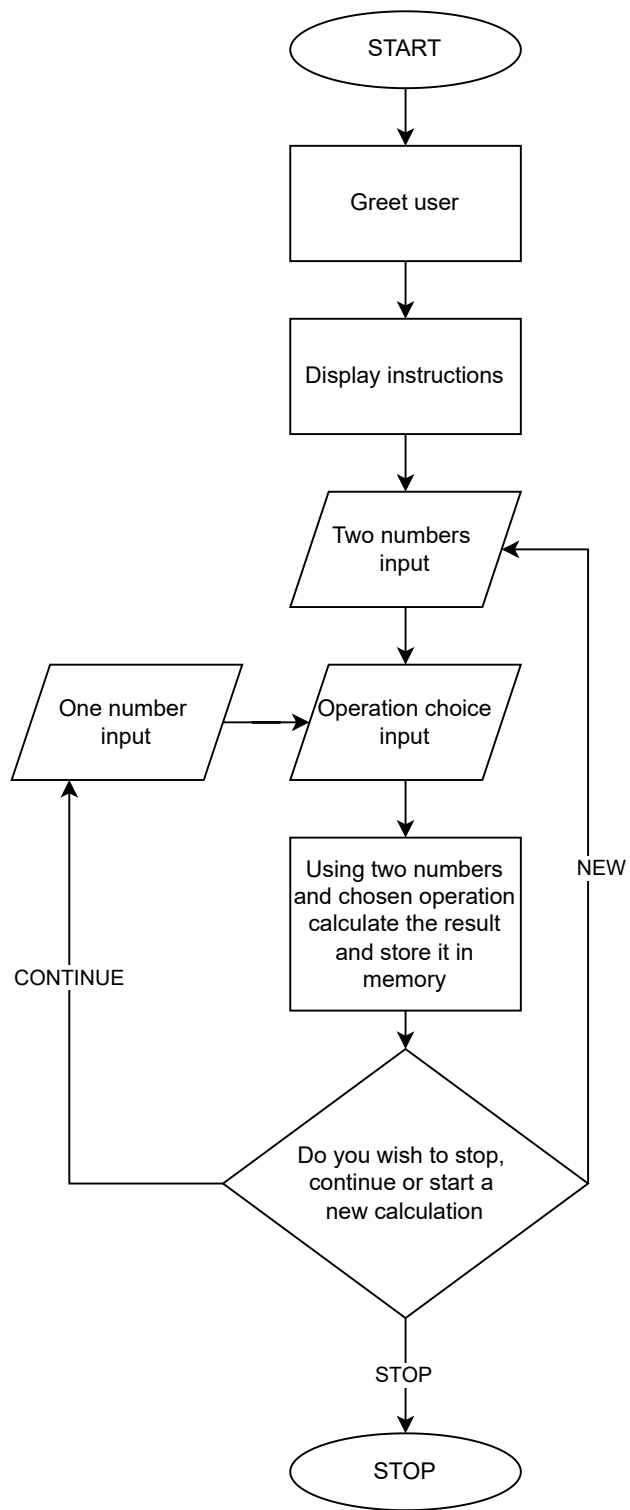 START
Greet user
Display instructions
Two numbers
input
One number
input
Operation choice
input
Using two numbers
and chosen operation
calculate the result
and store it in
memory
NEW
CONTINUE
Do you wish to stop,
continue or start a
new calculation
STOP
STOP